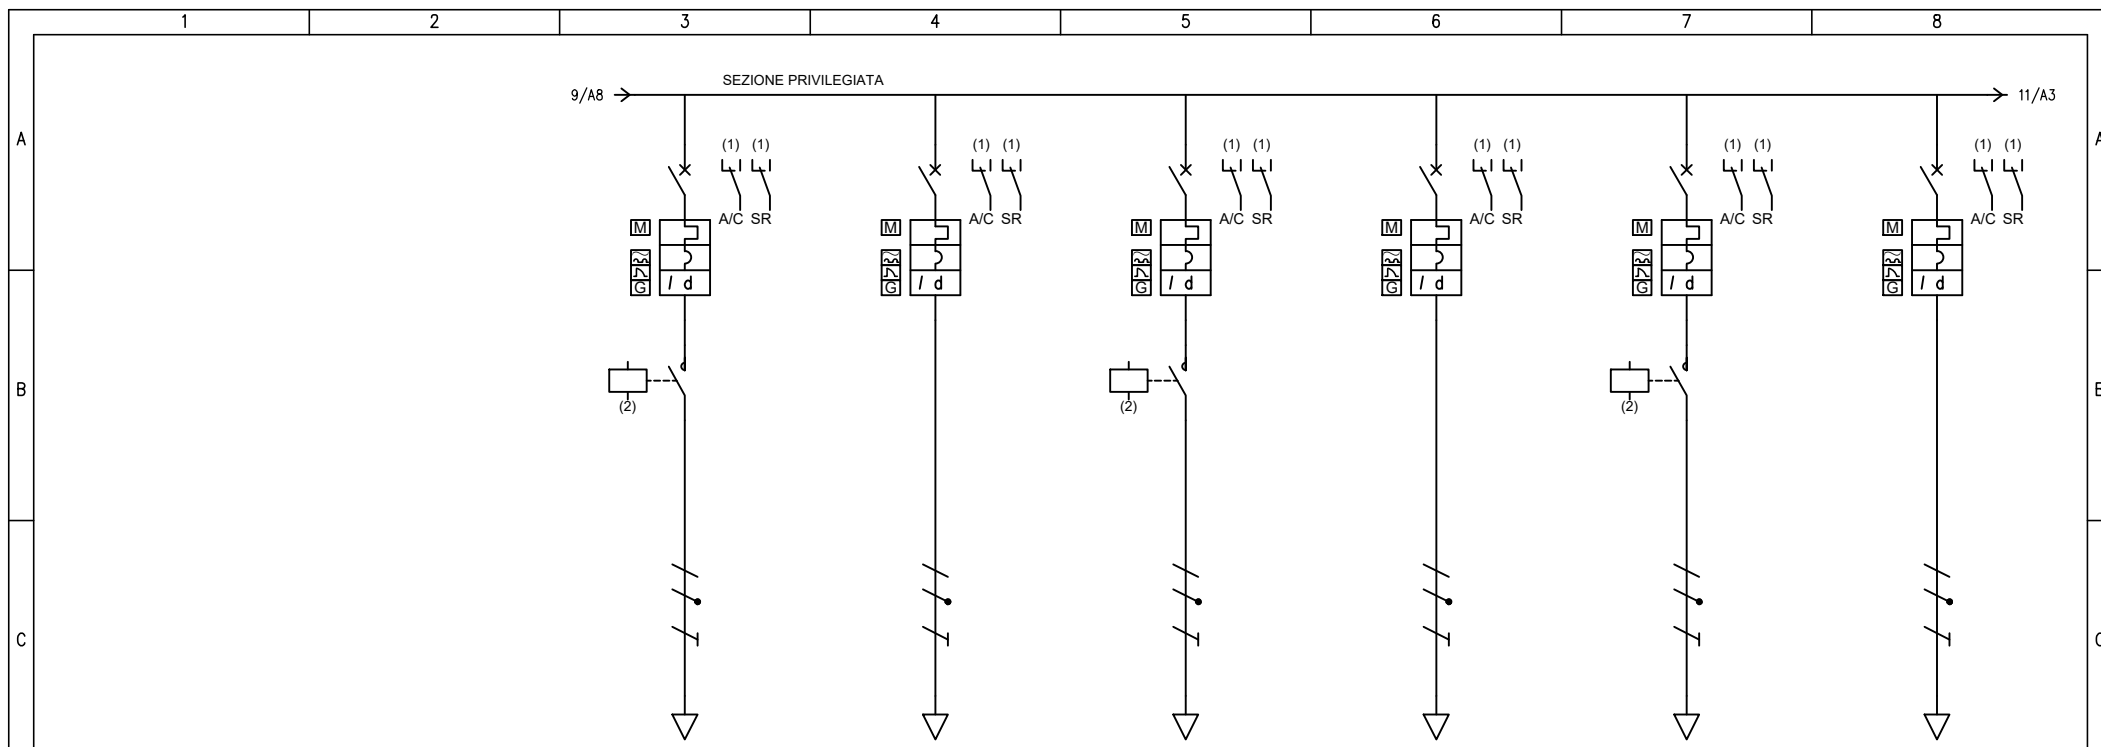 1 2 3 4 5 6 7 8
SEZIONE PRIVILEGIATA
9/A8 11/A3
A A
(1) (1) (1) (1) (1) (1) (1) (1) (1) (1) (1) (1)
A/C SR A/C SR A/C SR A/C SR A/C SR A/C SR
M M M M M M
G I d G I d G I d G I d G I d G I d
B B
(2) (2) (2)
C C